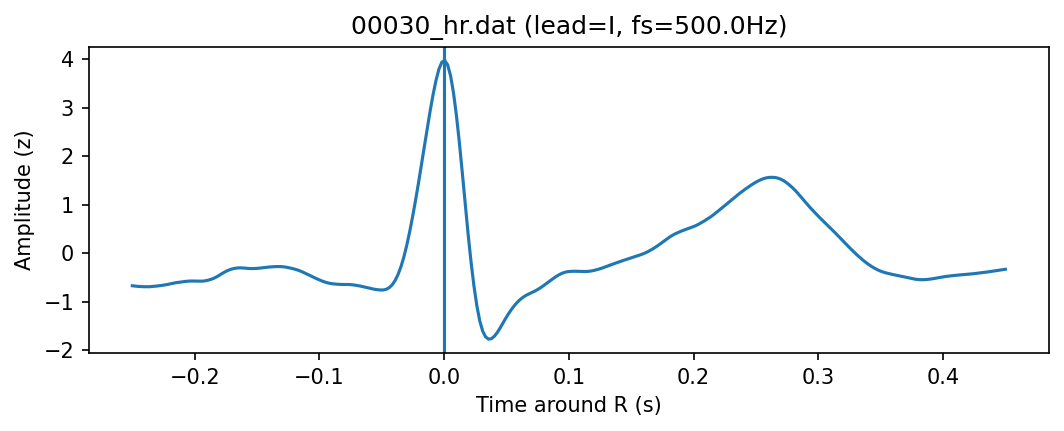 00030_hr.dat (lead=I, fs=500.0Hz)
Amplitude (z)
4
3
2
1
0
−1
−2
−0.2 −0.1 0.0 0.1 0.2 0.3 0.4
Time around R (s)